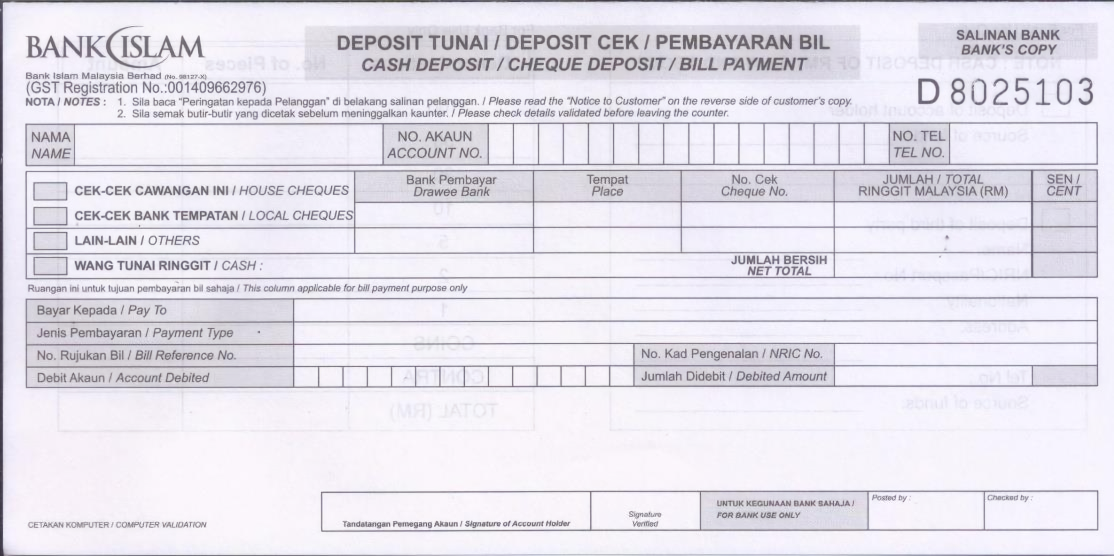 BANK ISLAM
Bank Islam Malaysia Berhad (No. 98127-X)
(GST Registration No.:001409662976)
DEPOSIT TUNAI / DEPOSIT CEK / PEMBAYARAN BIL
CASH DEPOSIT / CHEQUE DEPOSIT / BILL PAYMENT
SALINAN BANK
BANK'S COPY
D 8025103
NOTA / NOTES : 1. Sila baca "Peringatan kepada Pelanggan" di belakang salinan pelanggan. / Please read the "Notice to Customer" on the reverse side of customer's copy.
2. Sila semak butir-butir yang dicetak sebelum meninggalkan kaunter. / Please check details validated before leaving the counter.
NAMA
NAME
NO. AKAUN
ACCOUNT NO.
NO. TEL
TEL NO.
Bank Pembayar
Drawee Bank
Tempat
Place
No. Cek
Cheque No.
JUMLAH / TOTAL
RINGGIT MALAYSIA (RM)
SEN /
CENT
CEK-CEK CAWANGAN INI / HOUSE CHEQUES
CEK-CEK BANK TEMPATAN / LOCAL CHEQUES
LAIN-LAIN / OTHERS
WANG TUNAI RINGGIT / CASH :
JUMLAH BERSIH
NET TOTAL
Ruangan ini untuk tujuan pembayaran bil sahaja / This column applicable for bill payment purpose only
Bayar Kepada / Pay To
Jenis Pembayaran / Payment Type
No. Rujukan Bil / Bill Reference No.
No. Kad Pengenalan / NRIC No.
Debit Akaun / Account Debited
Jumlah Didebit / Debited Amount
CETAKAN KOMPUTER / COMPUTER VALIDATION
Tandatangan Pemegang Akaun / Signature of Account Holder
Signature
Verified
UNTUK KEGUNAAN BANK SAHAJA /
FOR BANK USE ONLY
Posted by :
Checked by :